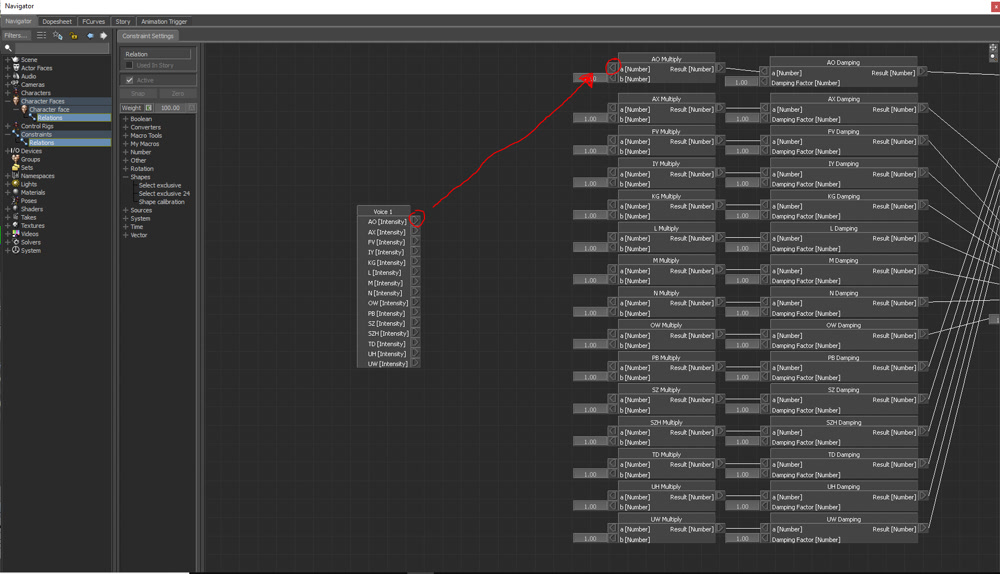 Navigator
Navigator Dopesheet FCurves Story Animation Trigger
Filters...
Scene
Actor Faces
Audio
Cameras
Characters
Character Faces
Character face
Relations
Control Rigs
Constraints
Relations
I/O Devices
Groups
Sets
Namespaces
Lights
Materials
Poses
Shaders
Takes
Textures
Videos
Solvers
System
Constraint Settings
Relation
Used In Story
Active
Snap Zero
Weight 100.00
Boolean
Converters
Macro Tools
My Macros
Number
Other
Rotation
Shapes
Select exclusive
Select exclusive 24
Shape calibration
Sources
System
Time
Vector
Voice 1
AO [Intensity]
AX [Intensity]
FV [Intensity]
IY [Intensity]
KG [Intensity]
L [Intensity]
M [Intensity]
N [Intensity]
OW [Intensity]
PB [Intensity]
SZ [Intensity]
SZH [Intensity]
TD [Intensity]
UH [Intensity]
UW [Intensity]
AO Multiply
a [Number] Result [Number]
b [Number]
AO Damping
a [Number] Result [Number]
1.00 Damping Factor [Number]
AX Multiply
a [Number] Result [Number]
1.00 b [Number]
AX Damping
a [Number] Result [Number]
1.00 Damping Factor [Number]
FV Multiply
a [Number] Result [Number]
1.00 b [Number]
FV Damping
a [Number] Result [Number]
1.00 Damping Factor [Number]
IY Multiply
a [Number] Result [Number]
1.00 b [Number]
IY Damping
a [Number] Result [Number]
1.00 Damping Factor [Number]
KG Multiply
a [Number] Result [Number]
1.00 b [Number]
KG Damping
a [Number] Result [Number]
1.00 Damping Factor [Number]
L Multiply
a [Number] Result [Number]
1.00 b [Number]
L Damping
a [Number] Result [Number]
1.00 Damping Factor [Number]
M Multiply
a [Number] Result [Number]
1.00 b [Number]
M Damping
a [Number] Result [Number]
1.00 Damping Factor [Number]
N Multiply
a [Number] Result [Number]
1.00 b [Number]
N Damping
a [Number] Result [Number]
1.00 Damping Factor [Number]
OW Multiply
a [Number] Result [Number]
1.00 b [Number]
OW Damping
a [Number] Result [Number]
1.00 Damping Factor [Number]
PB Multiply
a [Number] Result [Number]
1.00 b [Number]
PB Damping
a [Number] Result [Number]
1.00 Damping Factor [Number]
SZ Multiply
a [Number] Result [Number]
1.00 b [Number]
SZ Damping
a [Number] Result [Number]
1.00 Damping Factor [Number]
SZH Multiply
a [Number] Result [Number]
1.00 b [Number]
SZH Damping
a [Number] Result [Number]
1.00 Damping Factor [Number]
TD Multiply
a [Number] Result [Number]
1.00 b [Number]
TD Damping
a [Number] Result [Number]
1.00 Damping Factor [Number]
UH Multiply
a [Number] Result [Number]
1.00 b [Number]
UH Damping
a [Number] Result [Number]
1.00 Damping Factor [Number]
UW Multiply
a [Number] Result [Number]
1.00 b [Number]
UW Damping
a [Number] Result [Number]
1.00 Damping Factor [Number]